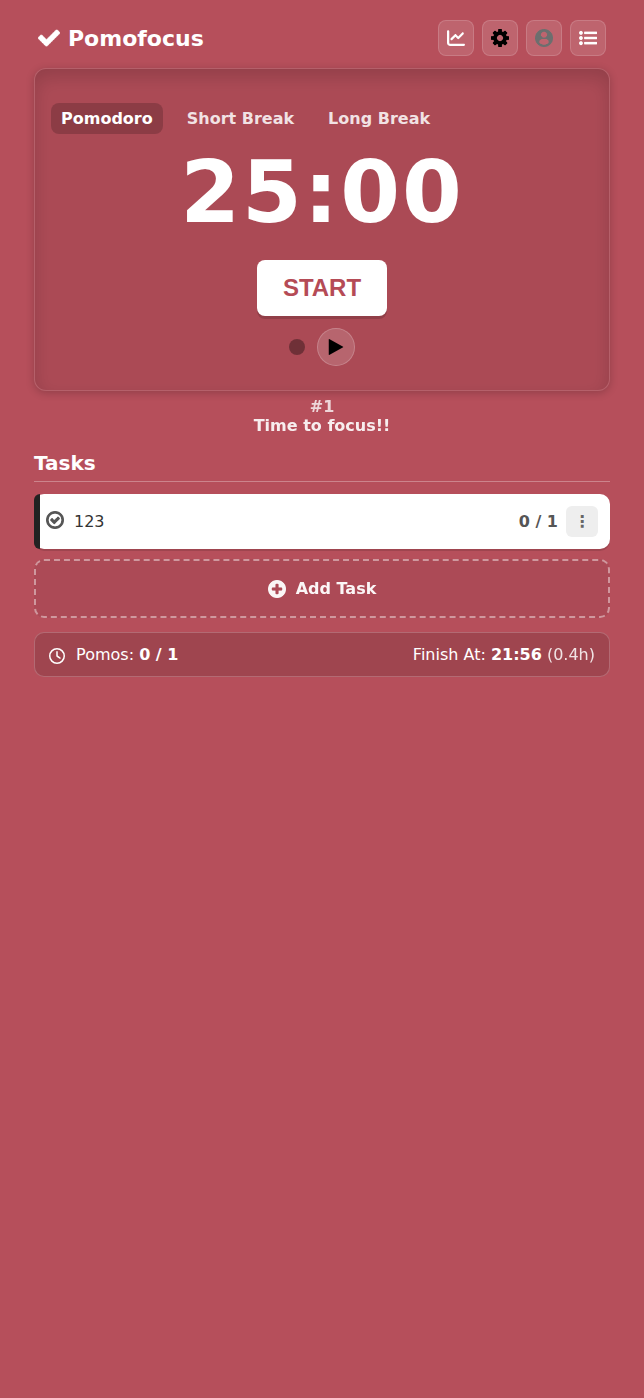 Pomofocus
Pomodoro Short Break Long Break
25:00
START
#1
Time to focus!!
Tasks
123 0 / 1
Add Task
Pomos: 0 / 1 Finish At: 21:56 (0.4h)